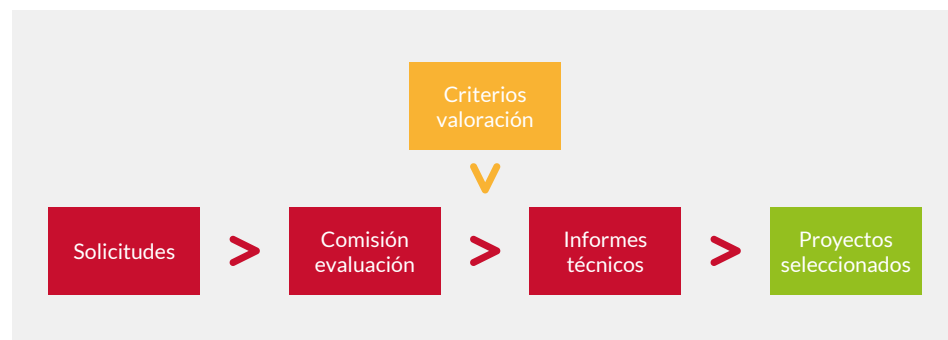 Criterios
valoración
Solicitudes
Comisión
evaluación
Informes
técnicos
Proyectos
seleccionados